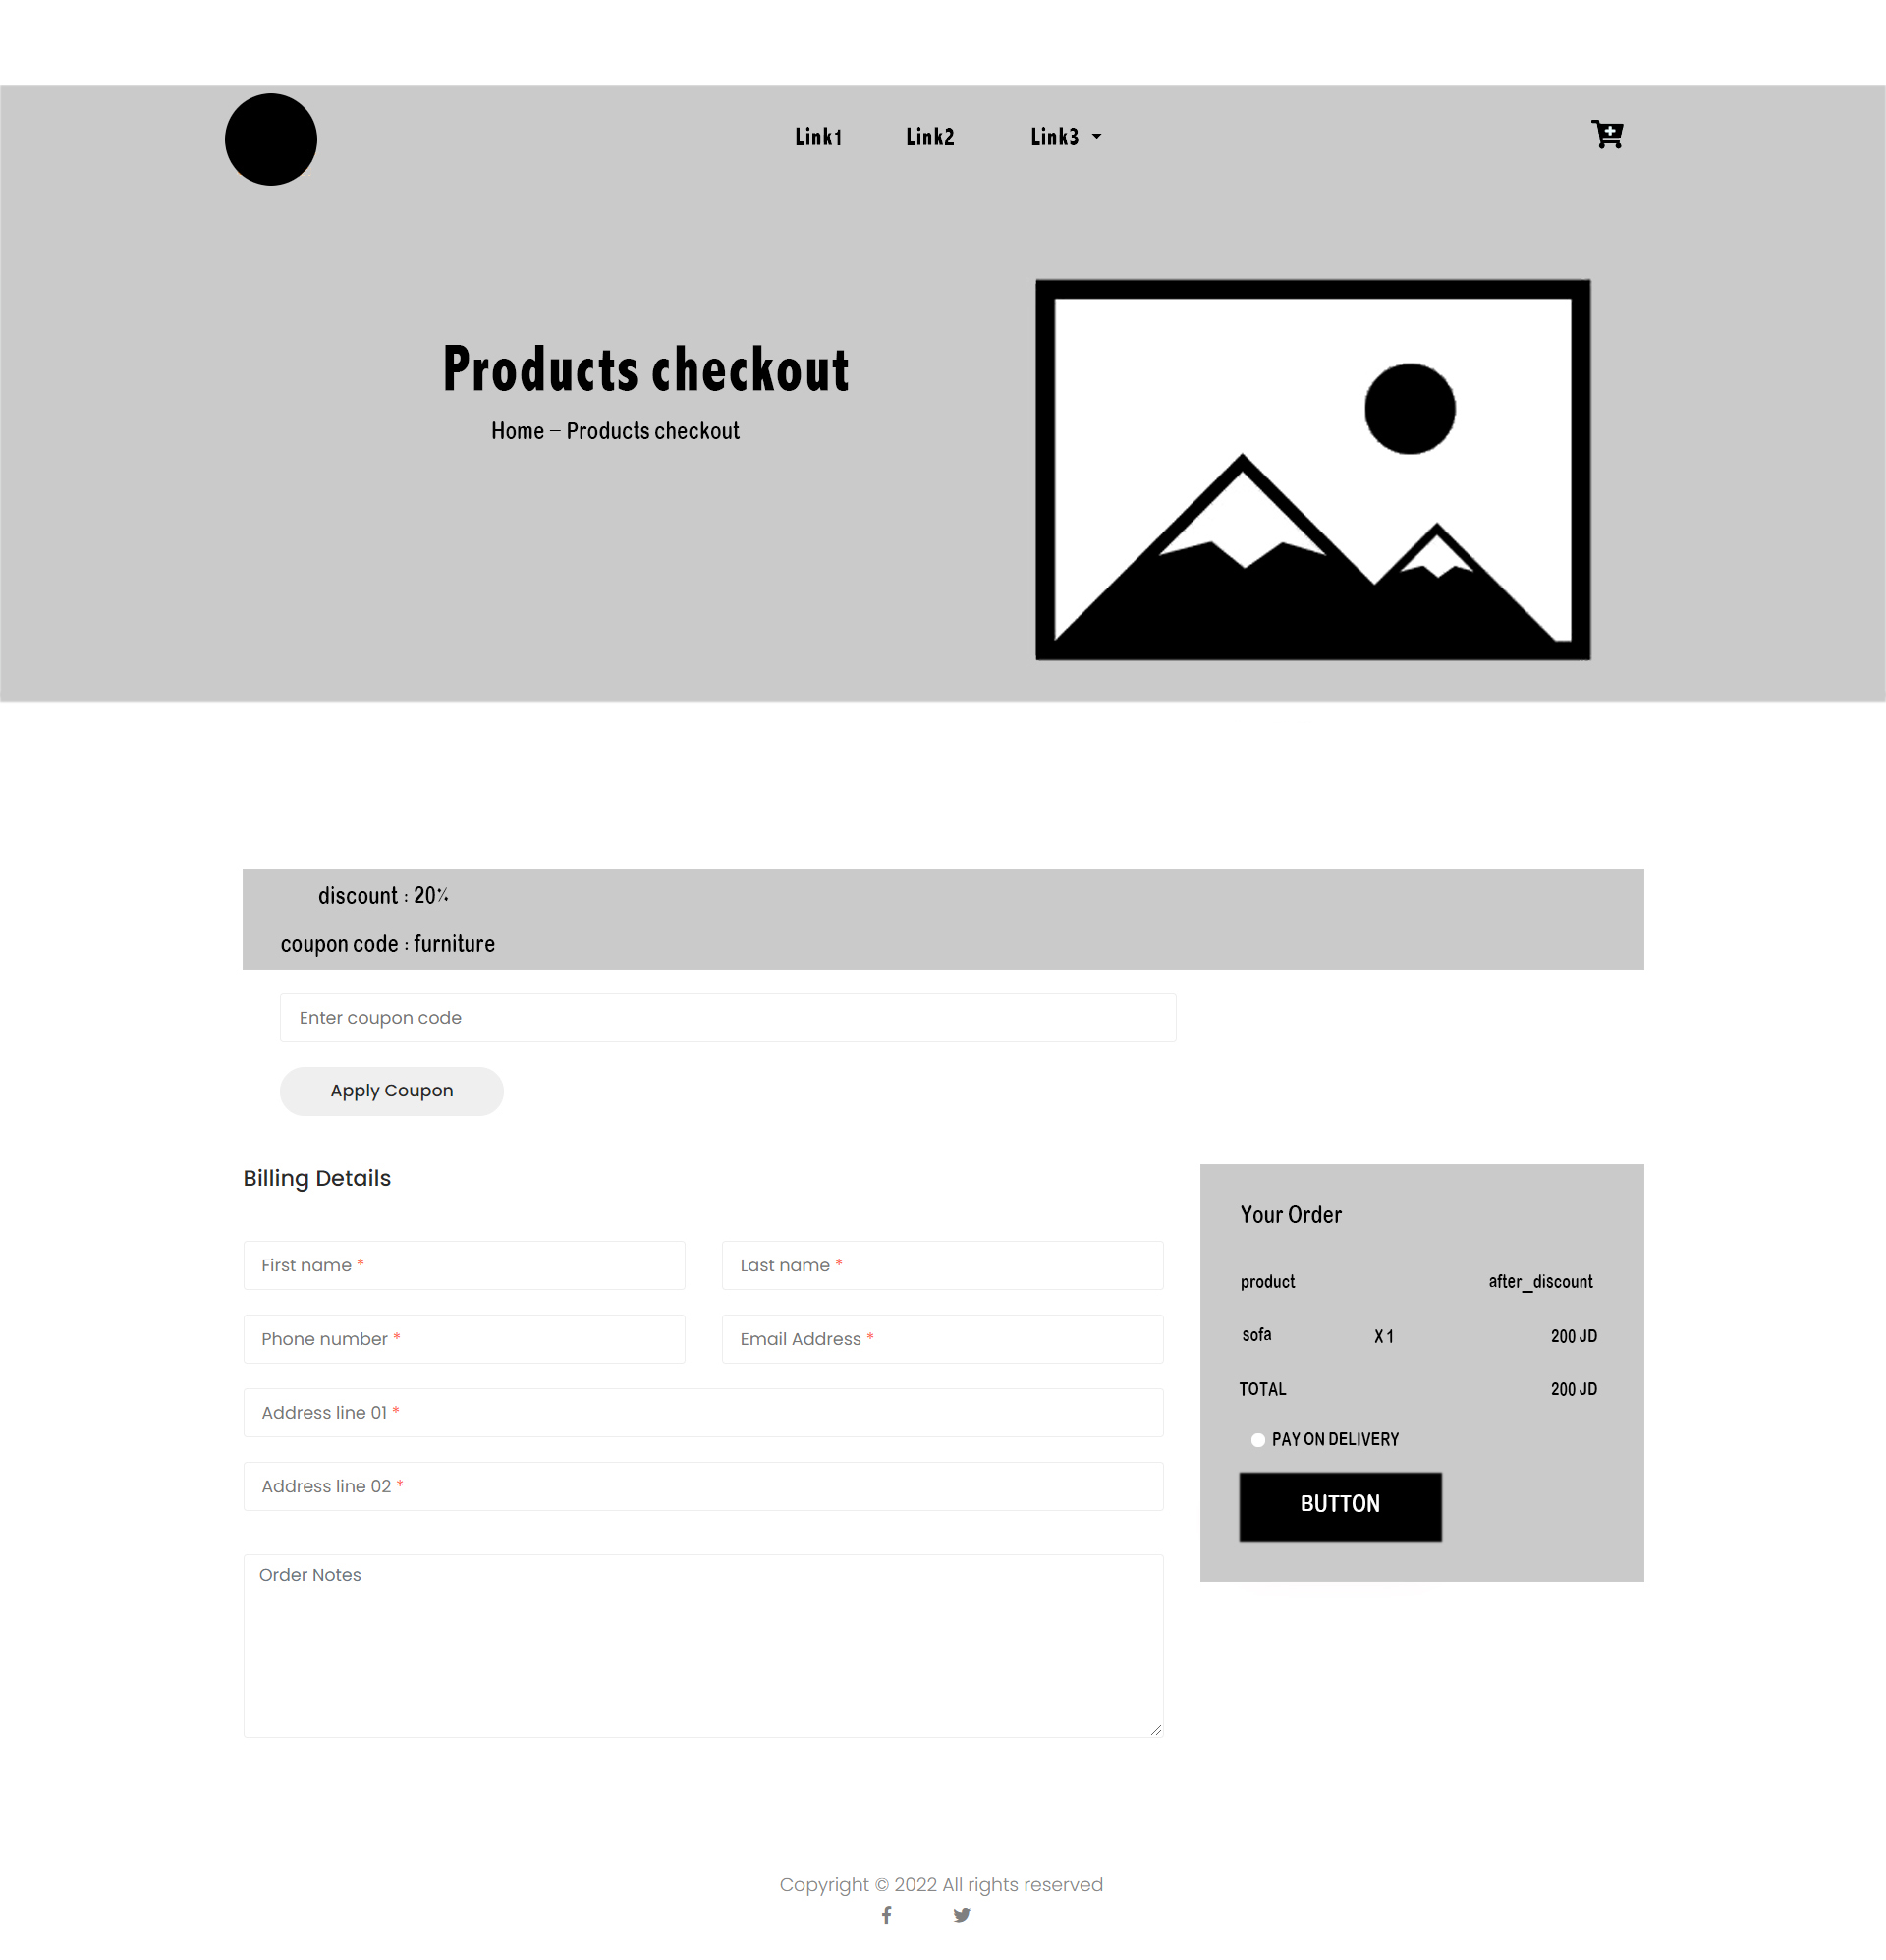 Link1 Link2 Link3
Products checkout
Home – Products checkout
discount : 20%
coupon code : furniture
Enter coupon code
Apply Coupon
Billing Details
First name * Last name *
Phone number * Email Address *
Address line 01 *
Address line 02 *
Order Notes
Your Order
product after_discount
sofa X 1 200 JD
TOTAL 200 JD
PAY ON DELIVERY
BUTTON
Copyright © 2022 All rights reserved